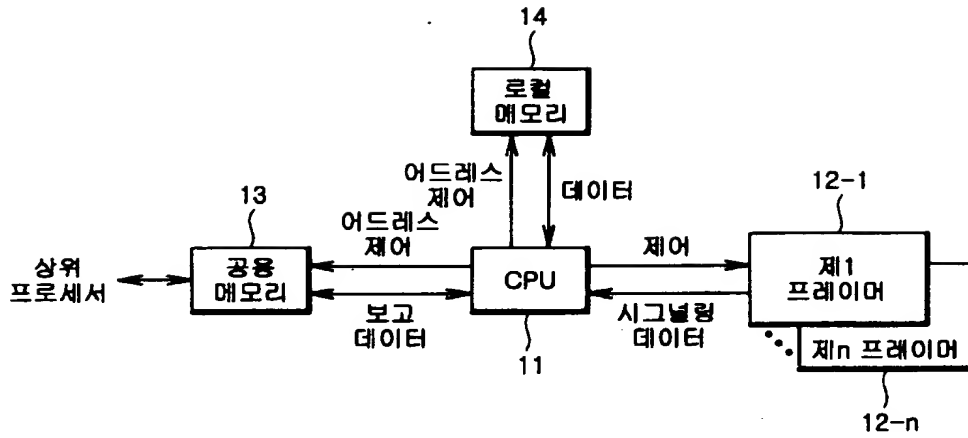 14
로컬
메모리
어드레스
제어
데이터
13
어드레스
제어
12-1
상위
프로세서
공용
메모리
CPU
제어
제1
프레이머
보고
데이터
시그널링
데이터
11
제n 프레이머
12-n